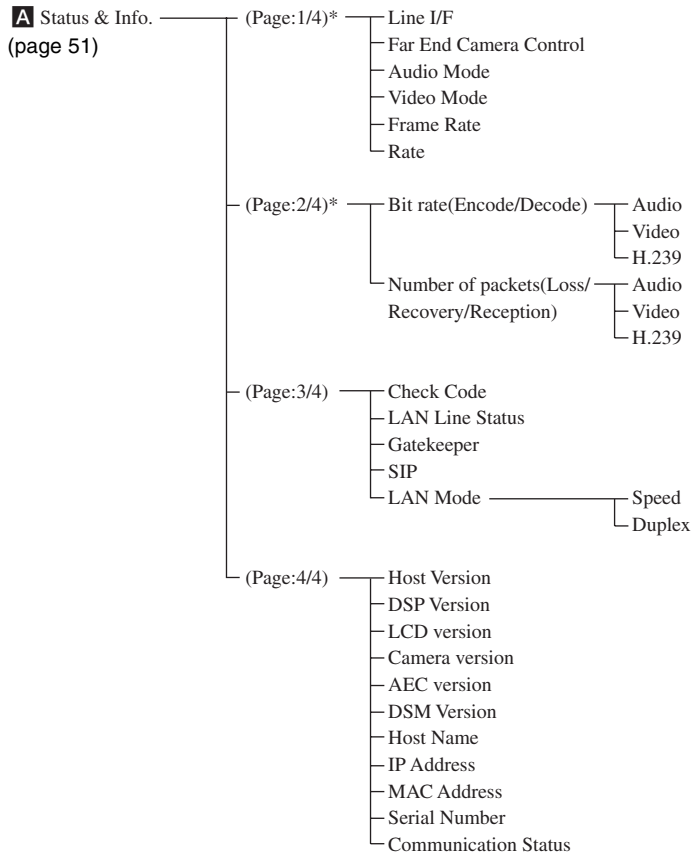 A Status & Info.
(page 51)
(Page:1/4)*
Line I/F
Far End Camera Control
Audio Mode
Video Mode
Frame Rate
Rate
(Page:2/4)*
Bit rate(Encode/Decode)
Audio
Video
H.239
Number of packets(Loss/
Recovery/Reception)
Audio
Video
H.239
(Page:3/4)
Check Code
LAN Line Status
Gatekeeper
SIP
LAN Mode
Speed
Duplex
(Page:4/4)
Host Version
DSP Version
LCD version
Camera version
AEC version
DSM Version
Host Name
IP Address
MAC Address
Serial Number
Communication Status